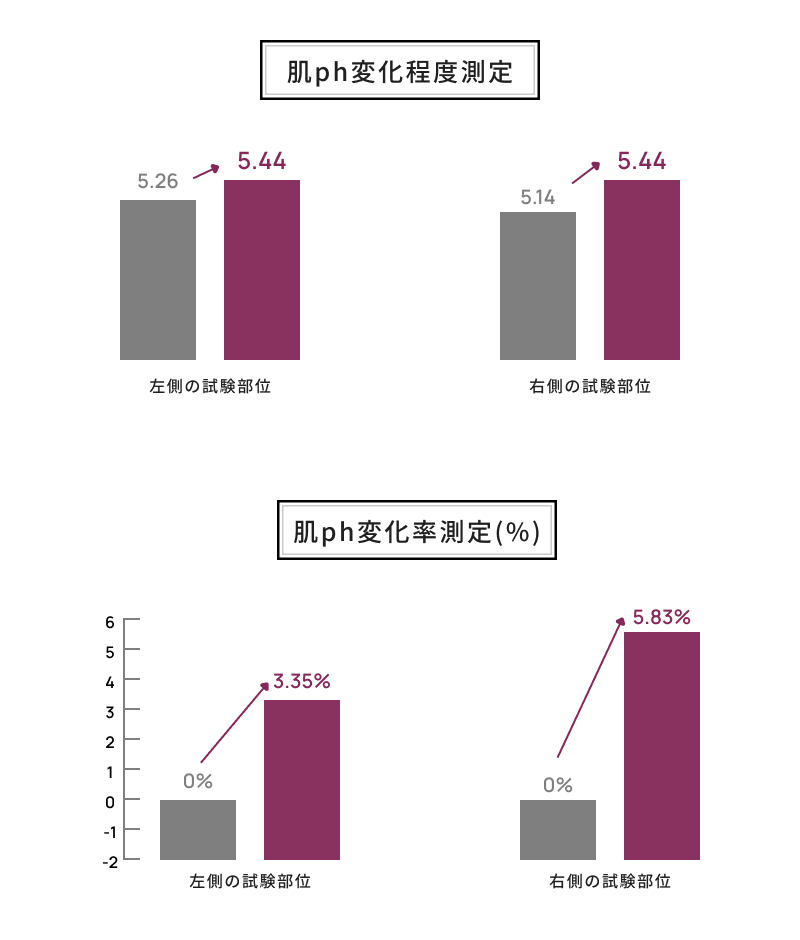 肌ph変化程度測定
5.26
5.44
5.14
5.44
左側の試験部位
右側の試験部位
肌ph変化率測定(%)
6
5
4
3
2
1
0
-1
-2
0%
3.35%
0%
5.83%
左側の試験部位
右側の試験部位